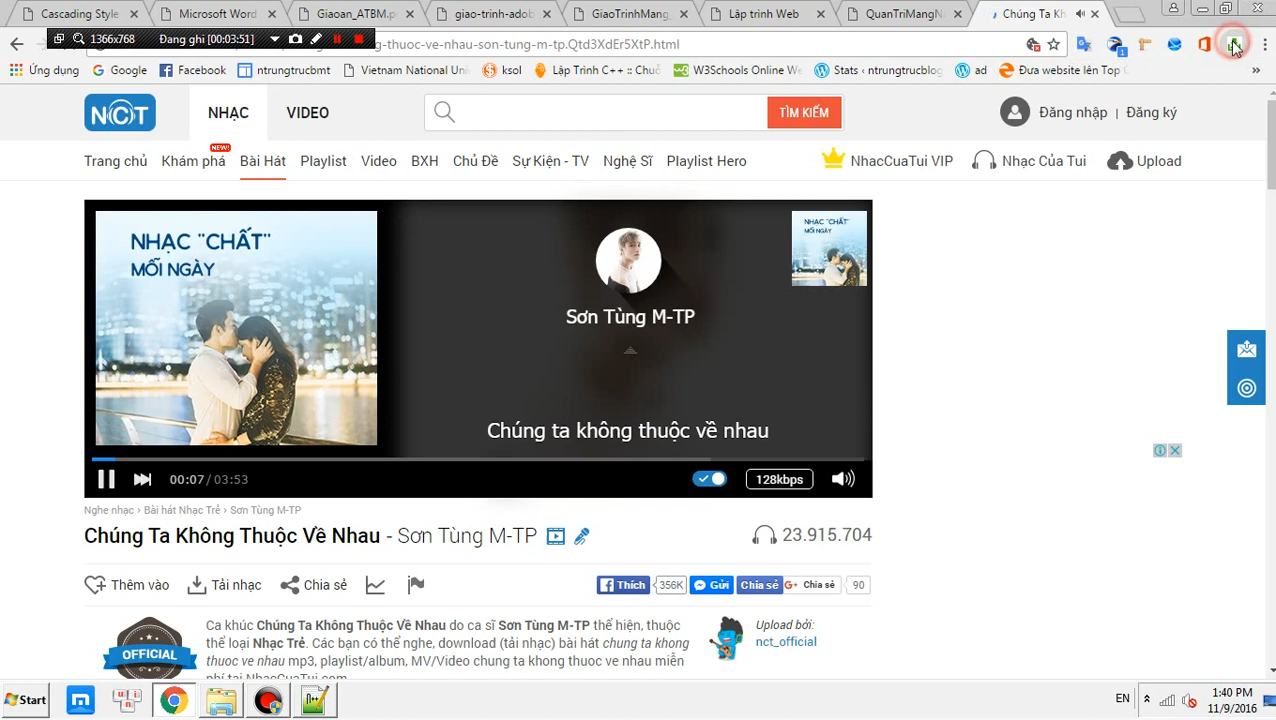 Cascading Style
Microsoft Word
Giaoan_ATBM.p
giao-trinh-adob
GiaoTrinhMang_
Lập trình Web
QuanTriMangN
Chúng Ta Kh
1366x768 Đang ghi [00:03:51]
-thuoc-ve-nhau-son-tung-m-tp.Qtd3XdEr5XtP.html
Ứng dụng
Google
Facebook
ntrungtrucbmt
Vietnam National Uni
ksol
Lập Trình C++ :: Chuỗ
W3Schools Online We
Stats ‹ ntrungtrucblog
ad
Đưa website lên Top
NCT
NHẠC
VIDEO
TÌM KIẾM
Đăng nhập | Đăng ký
Trang chủ
Khám phá
NEW!
Bài Hát
Playlist
Video
BXH
Chủ Đề
Sự Kiện - TV
Nghệ Sĩ
Playlist Hero
NhacCuaTui VIP
Nhạc Của Tui
Upload
NHẠC "CHẤT"
MỖI NGÀY
Sơn Tùng M-TP
NHẠC "CHẤT"
MỖI NGÀY
Chúng ta không thuộc về nhau
00:07 / 03:53
128kbps
Nghe nhạc › Bài hát Nhạc Trẻ › Sơn Tùng M-TP
Chúng Ta Không Thuộc Về Nhau - Sơn Tùng M-TP
23.915.704
Thêm vào
Tải nhạc
Chia sẻ
Thích
356K
Gửi
Chia sẻ
G+ Chia sẻ
90
OFFICIAL
Ca khúc Chúng Ta Không Thuộc Về Nhau do ca sĩ Sơn Tùng M-TP thể hiện, thuộc
thể loại Nhạc Trẻ. Các bạn có thể nghe, download (tải nhạc) bài hát chung ta khong
thuoc ve nhau mp3, playlist/album, MV/Video chung ta khong thuoc ve nhau miễn
phí tại NhacCuaTui.com
Upload bởi:
nct_official
Start
EN
1:40 PM
11/9/2016